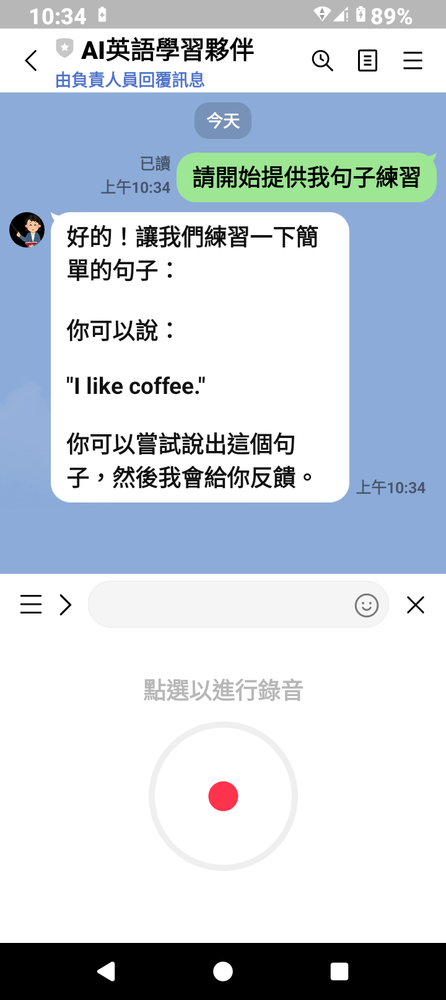 10:34
89%
AI英語學習夥伴
由負責人員回覆訊息
今天
已讀
上午10:34
請開始提供我句子練習
好的！讓我們練習一下簡
單的句子：
你可以說：
"I like coffee."
你可以嘗試說出這個句
子，然後我會給你反饋。
上午10:34
點選以進行錄音